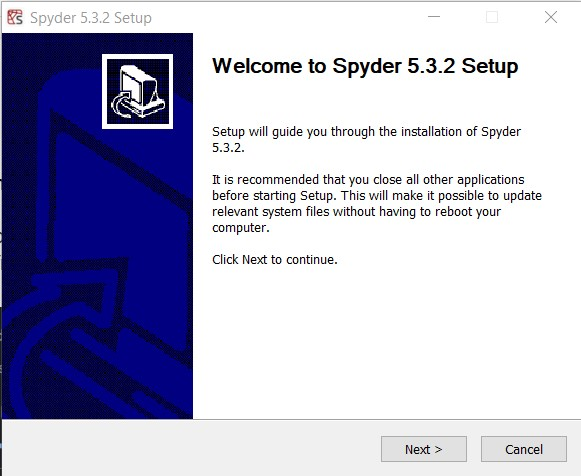 Spyder 5.3.2 Setup
Welcome to Spyder 5.3.2 Setup
Setup will guide you through the installation of Spyder
5.3.2.
It is recommended that you close all other applications
before starting Setup. This will make it possible to update
relevant system files without having to reboot your
computer.
Click Next to continue.
Next > Cancel